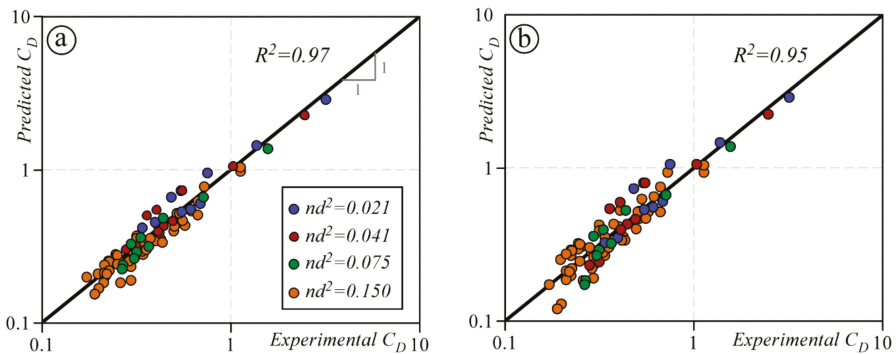 10
a
Predicted C_D
R²=0.97
1
1
1
nd²=0.021
nd²=0.041
nd²=0.075
nd²=0.150
0.1
0.1
1
Experimental C_D
10
10
b
Predicted C_D
R²=0.95
1
0.1
0.1
1
Experimental C_D
10